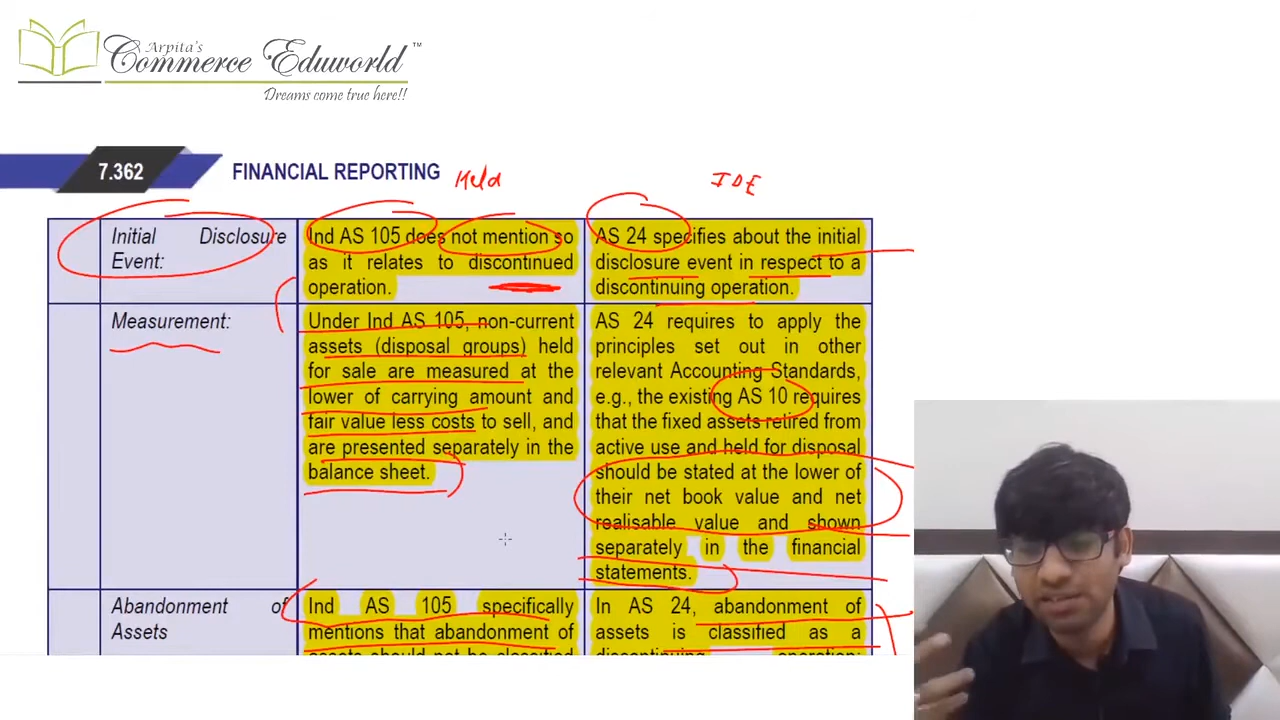 Arpita's
Commerce Eduworld™
Dreams come true here!!
7.362 FINANCIAL REPORTING
Held
IDE
Initial Disclosure
Event:
Ind AS 105 does not mention so
as it relates to discontinued
operation.
AS 24 specifies about the initial
disclosure event in respect to a
discontinuing operation.
Measurement:
Under Ind AS 105, non-current
assets (disposal groups) held
for sale are measured at the
lower of carrying amount and
fair value less costs to sell, and
are presented separately in the
balance sheet.
AS 24 requires to apply the
principles set out in other
relevant Accounting Standards,
e.g., the existing AS 10 requires
that the fixed assets retired from
active use and held for disposal
should be stated at the lower of
their net book value and net
realisable value and shown
separately in the financial
statements.
Abandonment of
Assets
Ind AS 105 specifically
mentions that abandonment of
assets should not be classified
In AS 24, abandonment of
assets is classified as a
discontinuing operation;